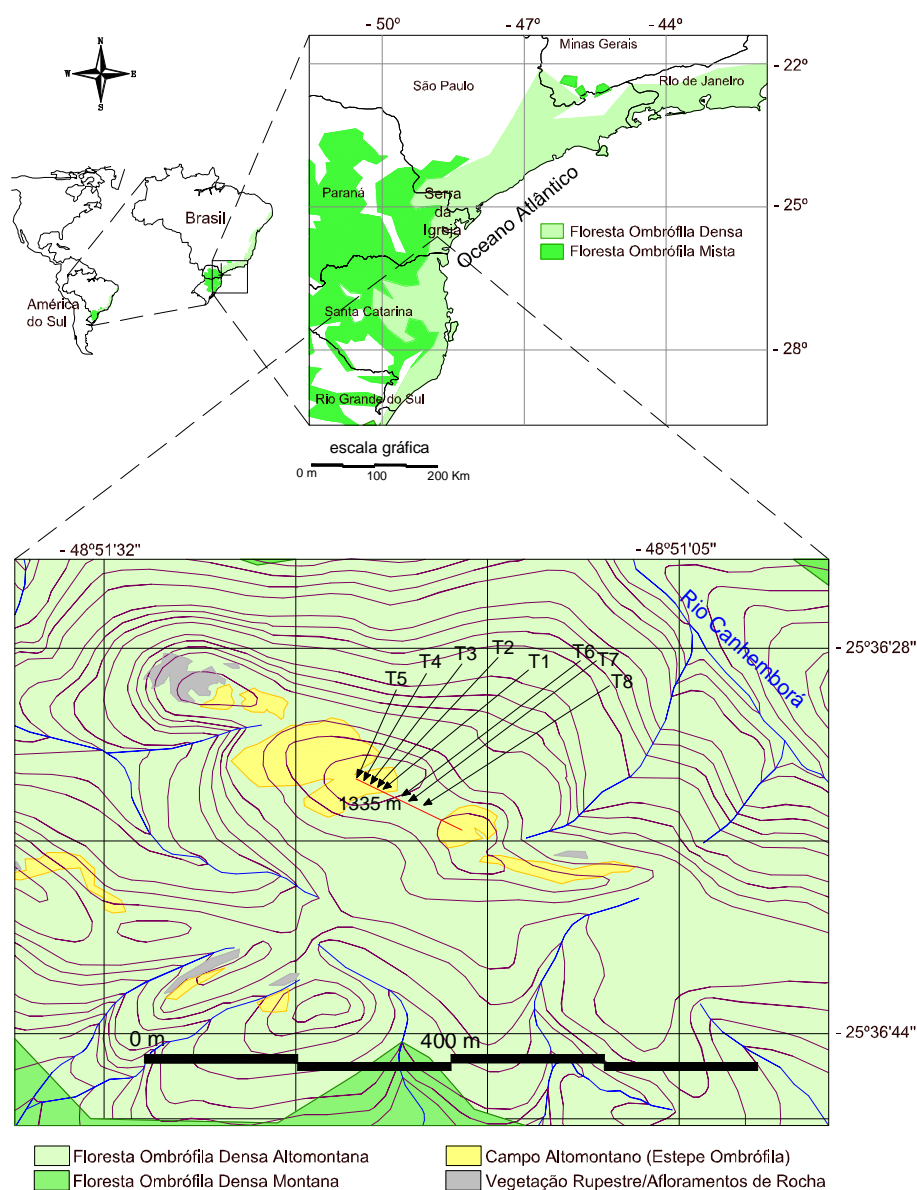 - 50º
- 47º
- 44º
N
W
E
S
Minas Gerais
- 22º
São Paulo
Rio de Janeiro
Brasil
Paraná
Serra
da
Igreja
- 25º
Oceano Atlântico
Floresta Ombrófila Densa
Floresta Ombrófila Mista
América
do Sul
Santa Catarina
- 28º
Rio Grande do Sul
escala gráfica
0 m
100
200 Km
- 48º51'32"
- 48º51'05"
Rio Canhemborá
- 25º36'28"
T5
T4
T3
T2
T1
T6
T7
T8
1335 m
- 25º36'44"
0 m
400 m
Floresta Ombrófila Densa Altomontana
Campo Altomontano (Estepe Ombrófila)
Floresta Ombrófila Densa Montana
Vegetação Rupestre/Afloramentos de Rocha